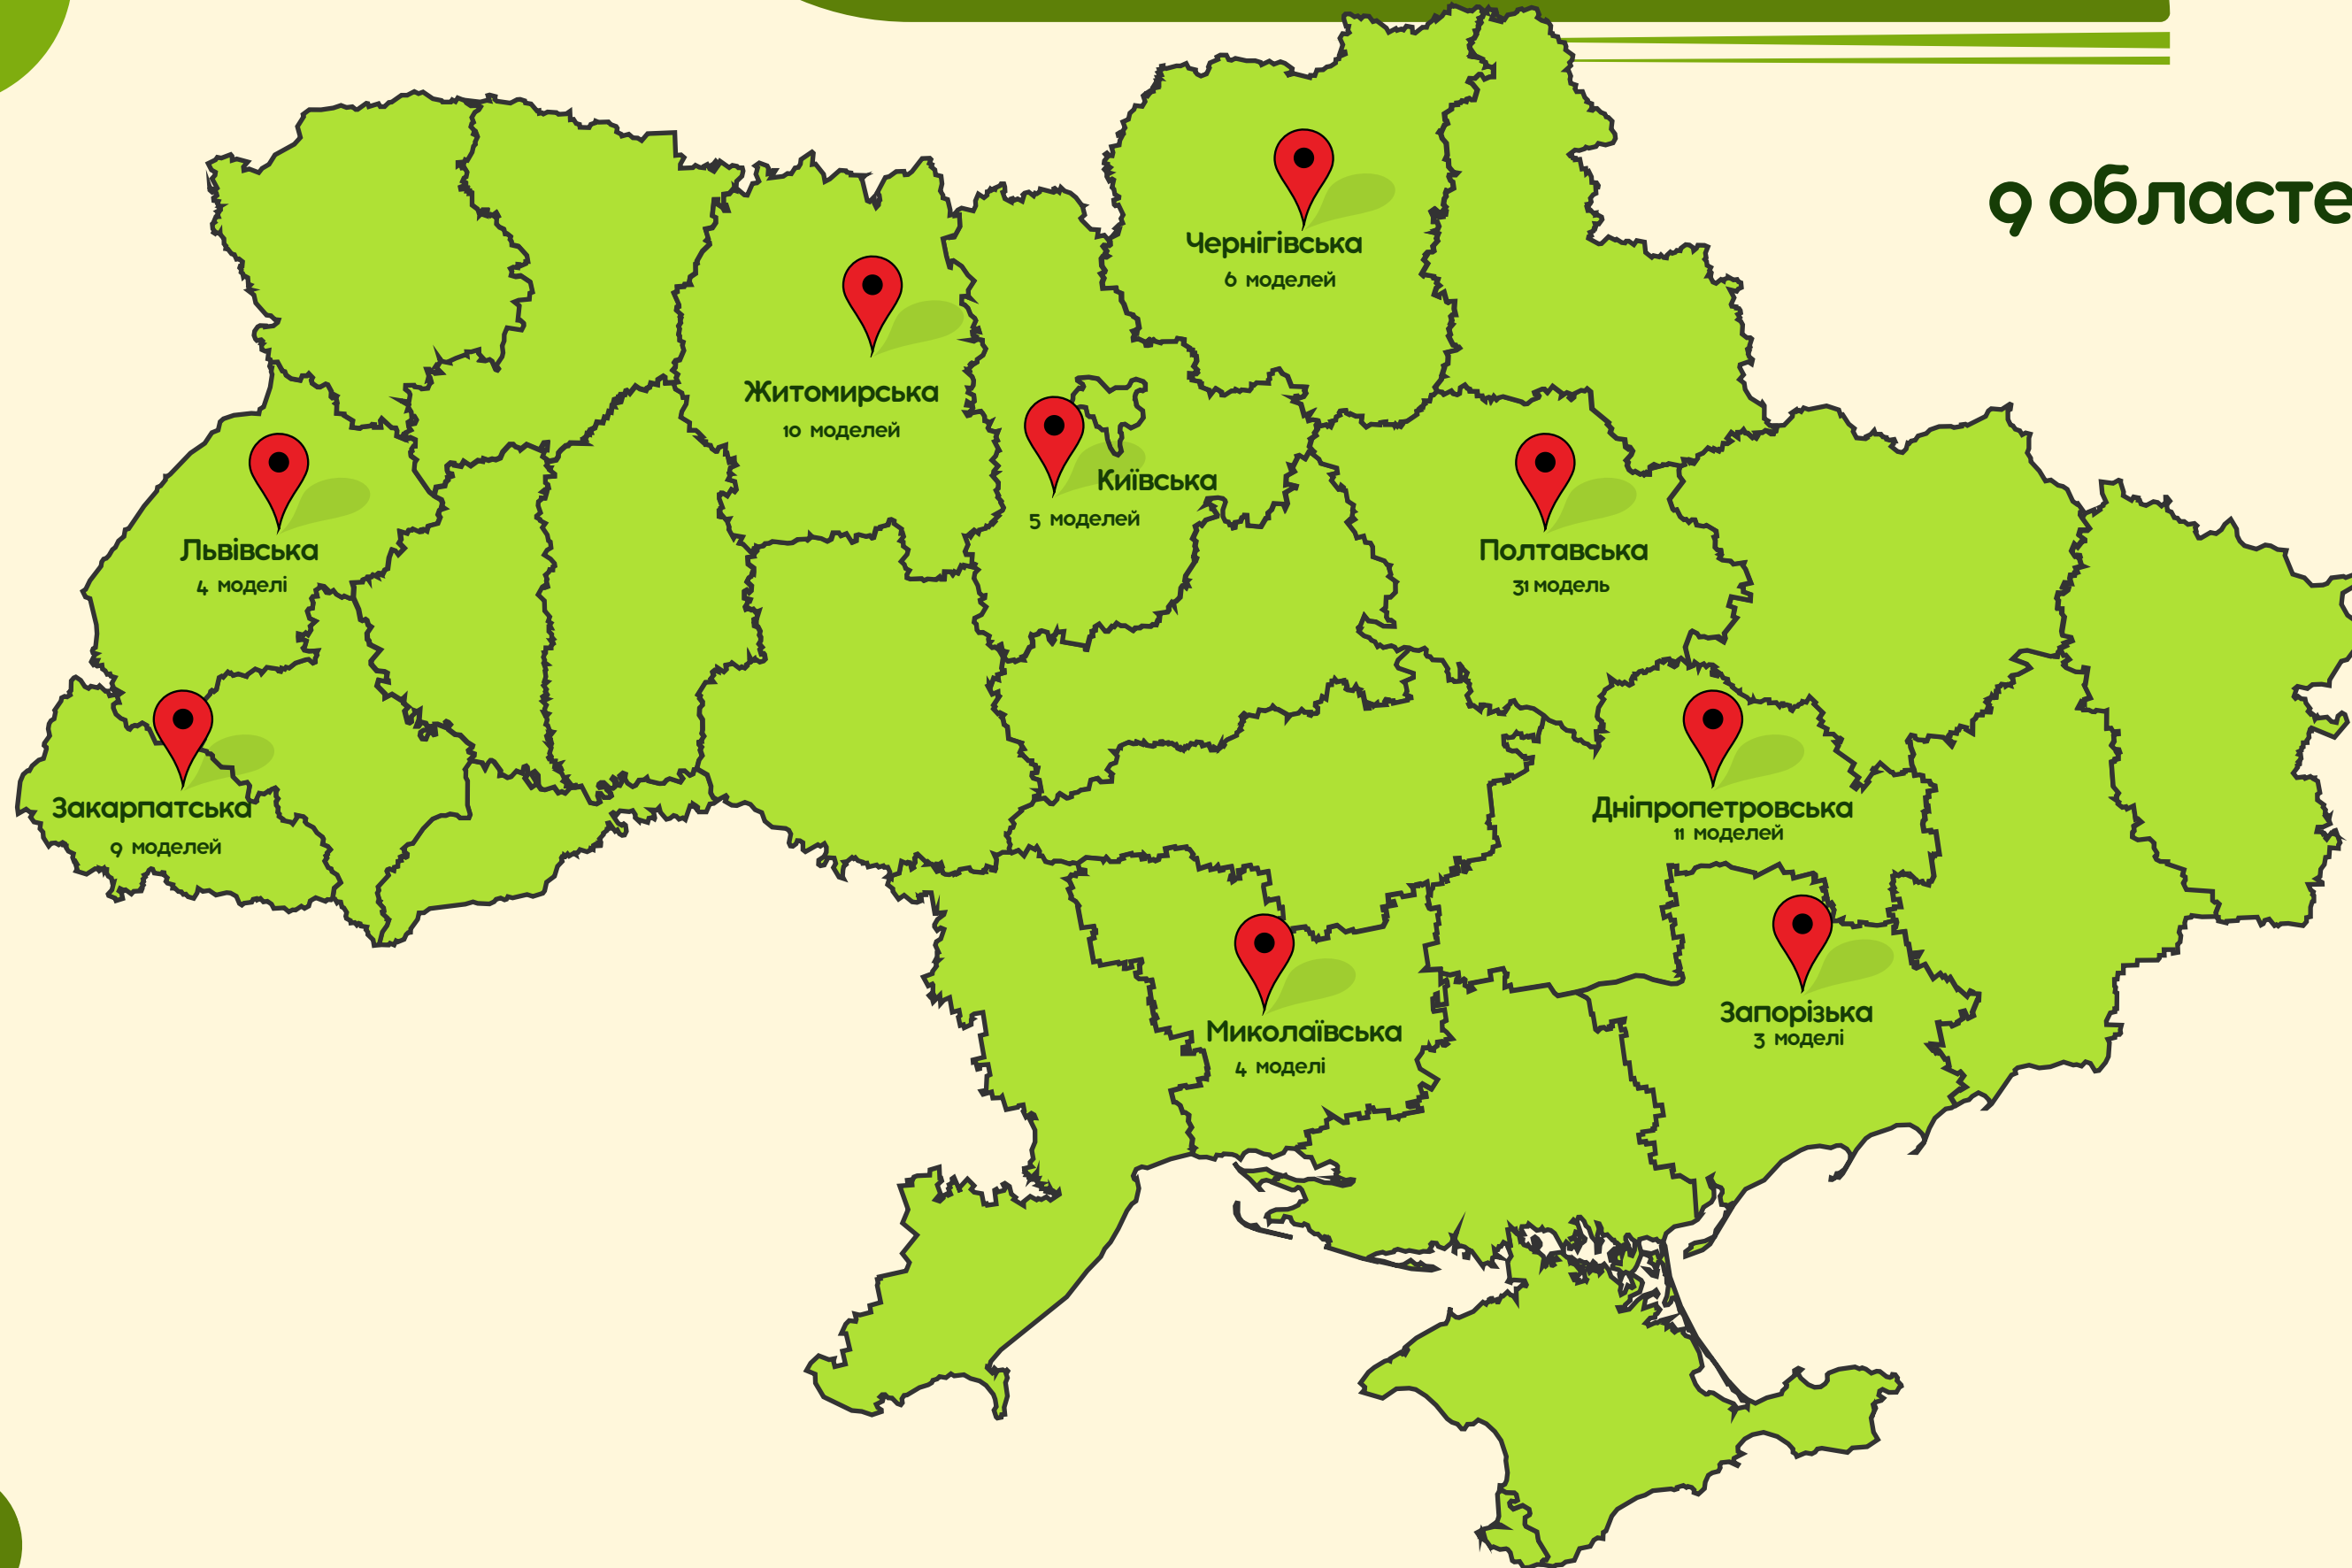 9 областе
Чернігівська
6 моделей
Житомирська
10 моделей
Київська
5 моделей
Львівська
4 моделі
Полтавська
31 модель
Закарпатська
9 моделей
Дніпропетровська
11 моделей
Миколаївська
4 моделі
Запорізька
3 моделі